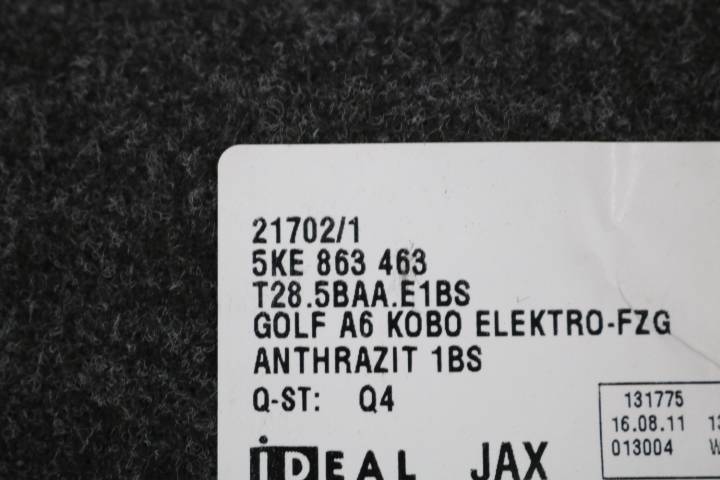 21702/1
5KE 863 463
T28.5BAA.E1BS
GOLF A6 KOBO ELEKTRO-FZG
ANTHRAZIT 1BS
Q-ST: Q4
131775
16.08.11
013004
iDEAL JAX